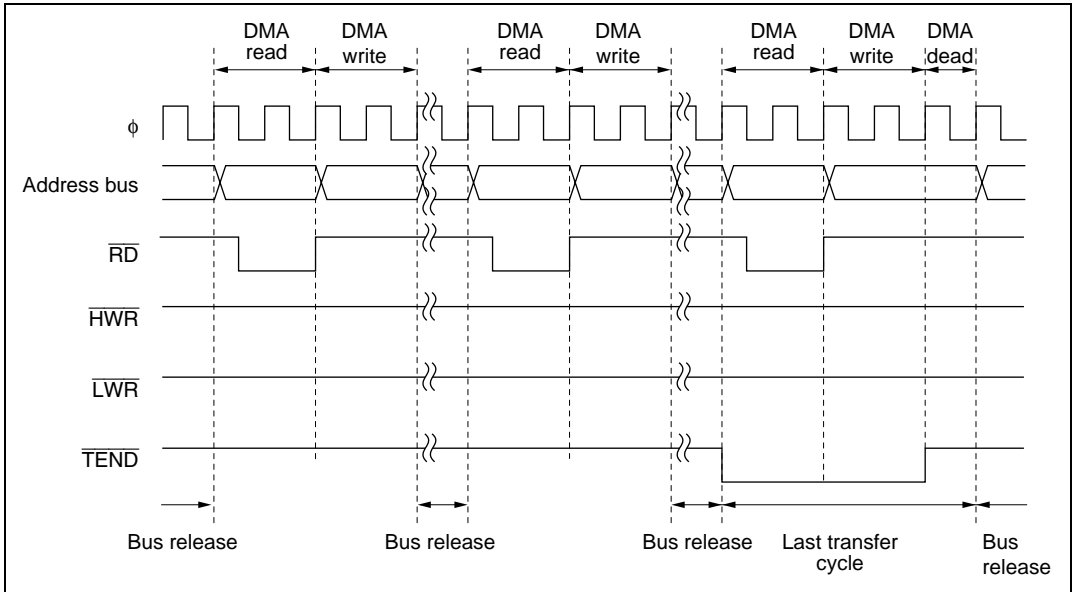 DMA read
DMA write
DMA read
DMA write
DMA read
DMA write
DMA dead
φ
Address bus
RD
HWR
LWR
TEND
Bus release
Bus release
Bus release
Last transfer cycle
Bus release